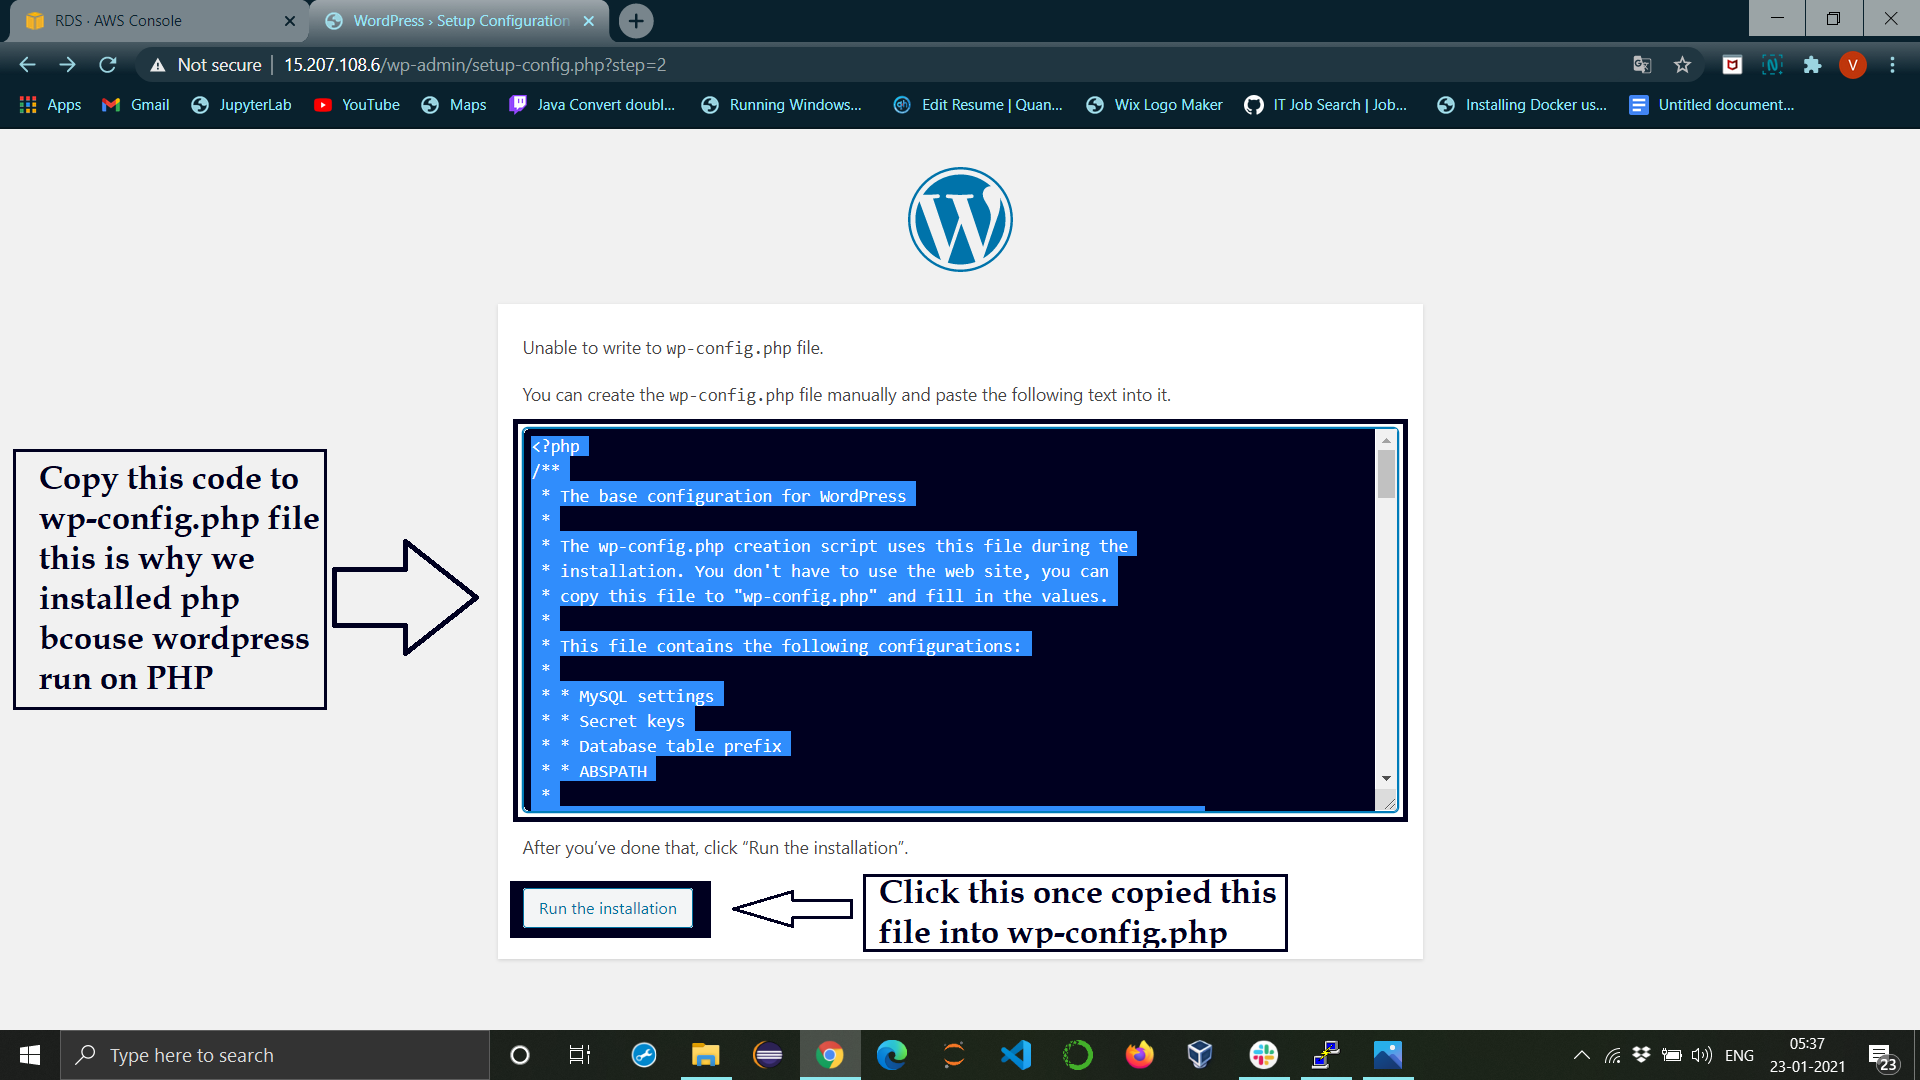 RDS · AWS Console
WordPress › Setup Configuration
Not secure | 15.207.108.6/wp-admin/setup-config.php?step=2
V
Apps Gmail JupyterLab YouTube Maps Java Convert doubl... Running Windows... Edit Resume | Quan... Wix Logo Maker IT Job Search | Job... Installing Docker us... Untitled document...
Unable to write to wp-config.php file.
You can create the wp-config.php file manually and paste the following text into it.
<?php
/**
* The base configuration for WordPress
*
* The wp-config.php creation script uses this file during the
* installation. You don't have to use the web site, you can
* copy this file to "wp-config.php" and fill in the values.
*
* This file contains the following configurations:
*
* * MySQL settings
* * Secret keys
* * Database table prefix
* * ABSPATH
*
Copy this code to
wp-config.php file
this is why we
installed php
bcouse wordpress
run on PHP
After you’ve done that, click “Run the installation”.
Run the installation
Click this once copied this
file into wp-config.php
Type here to search
ENG
05:37
23-01-2021
23